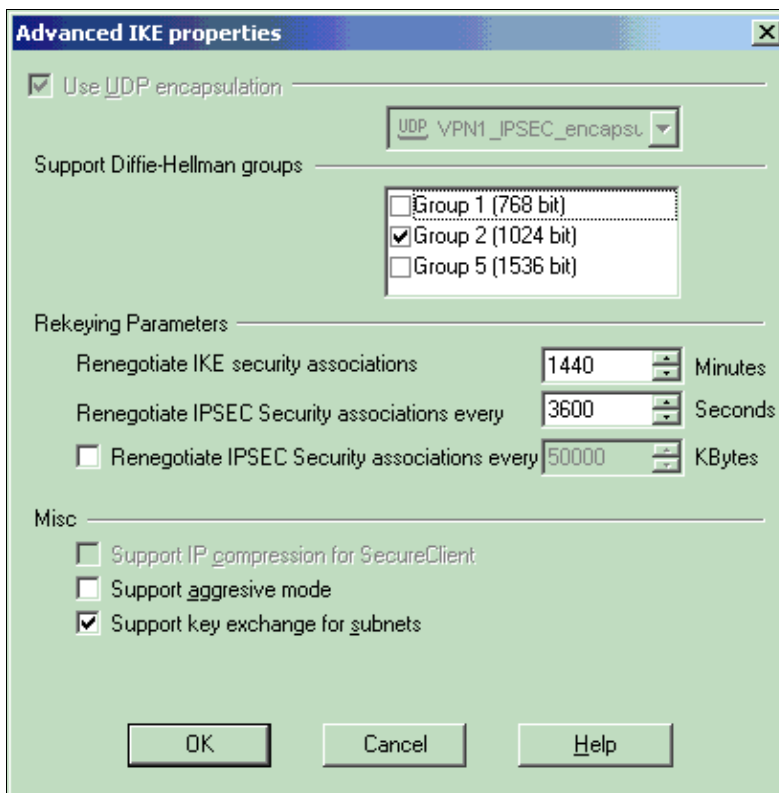 Advanced IKE properties
Use UDP encapsulation
UDP VPN1_IPSEC_encapsu
Support Diffie-Hellman groups
Group 1 (768 bit)
Group 2 (1024 bit)
Group 5 (1536 bit)
Rekeying Parameters
Renegotiate IKE security associations 1440 Minutes
Renegotiate IPSEC Security associations every 3600 Seconds
Renegotiate IPSEC Security associations every 50000 KBytes
Misc
Support IP compression for SecureClient
Support aggresive mode
Support key exchange for subnets
OK Cancel Help